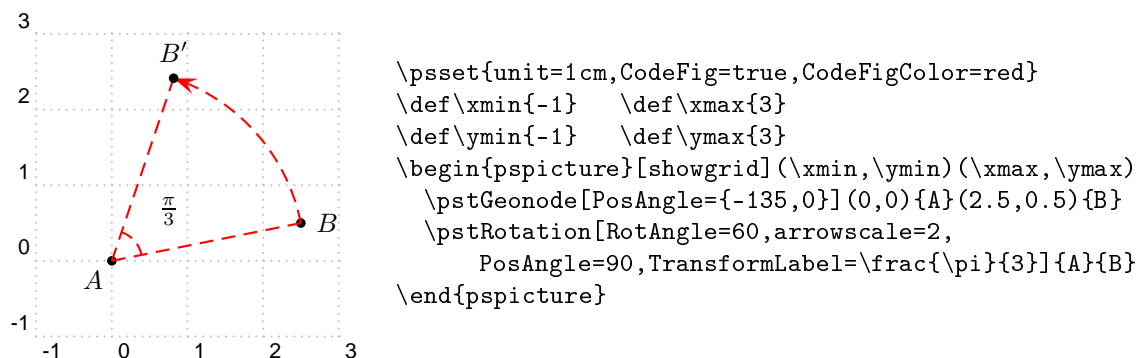 3
B′
2
1
π/3
B
0
A
-1
-1 0 1 2 3
\psset{unit=1cm,CodeFig=true,CodeFigColor=red}
\def\xmin{-1} \def\xmax{3}
\def\ymin{-1} \def\ymax{3}
\begin{pspicture}[showgrid](\xmin,\ymin)(\xmax,\ymax)
\pstGeonode[PosAngle={-135,0}](0,0){A}(2.5,0.5){B}
\pstRotation[RotAngle=60,arrowscale=2,
PosAngle=90,TransformLabel=\frac{\pi}{3}]{A}{B}
\end{pspicture}